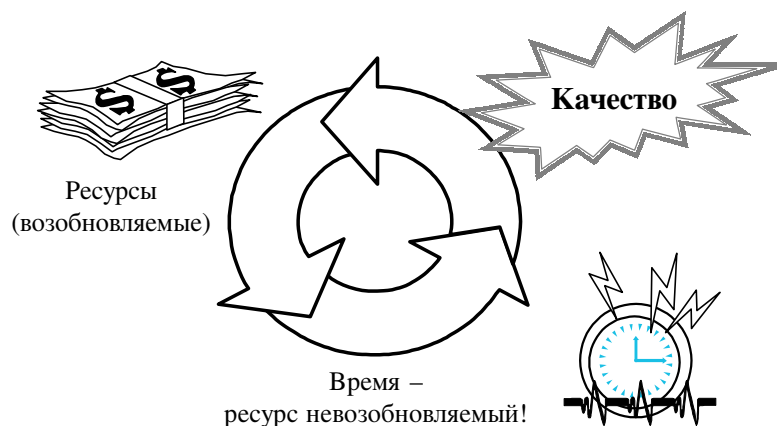 $ $
Качество
Ресурсы
(возобновляемые)
Время –
ресурс невозобновляемый!